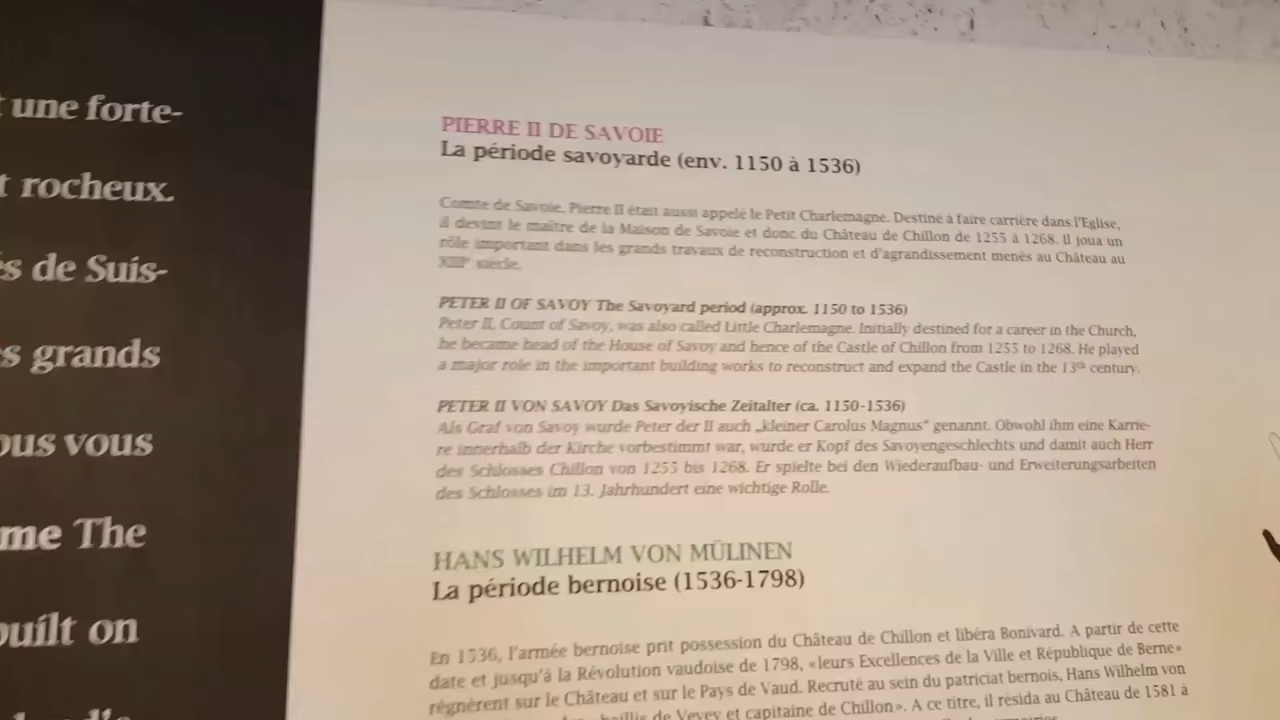 une forte-
rocheux.
de Suis-
grands
vous
me The
built on
PIERRE II DE SAVOIE
La période savoyarde (env. 1150 à 1536)
Comte de Savoie, Pierre II était aussi appelé le Petit Charlemagne. Destiné à faire carrière dans l'Eglise,
il devint le maître de la Maison de Savoie et donc du Château de Chillon de 1255 à 1268. Il joua un
rôle important dans les grands travaux de reconstruction et d'agrandissement menés au Château au
XIIIe siècle.
PETER II OF SAVOY The Savoyard period (approx. 1150 to 1536)
Peter II, Count of Savoy, was also called Little Charlemagne. Initially destined for a career in the Church,
he became head of the House of Savoy and hence of the Castle of Chillon from 1255 to 1268. He played
a major role in the important building works to reconstruct and expand the Castle in the 13th century.
PETER II VON SAVOY Das Savoyische Zeitalter (ca. 1150-1536)
Als Graf von Savoy wurde Peter der II auch „kleiner Carolus Magnus" genannt. Obwohl ihm eine Karrie-
re innerhalb der Kirche vorbestimmt war, wurde er Kopf des Savoyengeschlechts und damit auch Herr
des Schlosses Chillon von 1255 bis 1268. Er spielte bei den Wiederaufbau- und Erweiterungsarbeiten
des Schlosses im 13. Jahrhundert eine wichtige Rolle.
HANS WILHELM VON MÜLINEN
La période bernoise (1536-1798)
En 1536, l'armée bernoise prit possession du Château de Chillon et libéra Bonivard. A partir de cette
date et jusqu'à la Révolution vaudoise de 1798, «leurs Excellences de la Ville et République de Berne»
régnèrent sur le Château et sur le Pays de Vaud. Recruté au sein du patriciat bernois, Hans Wilhelm von
baillis de Vevey et capitaine de Chillon». A ce titre, il résida au Château de 1581 à